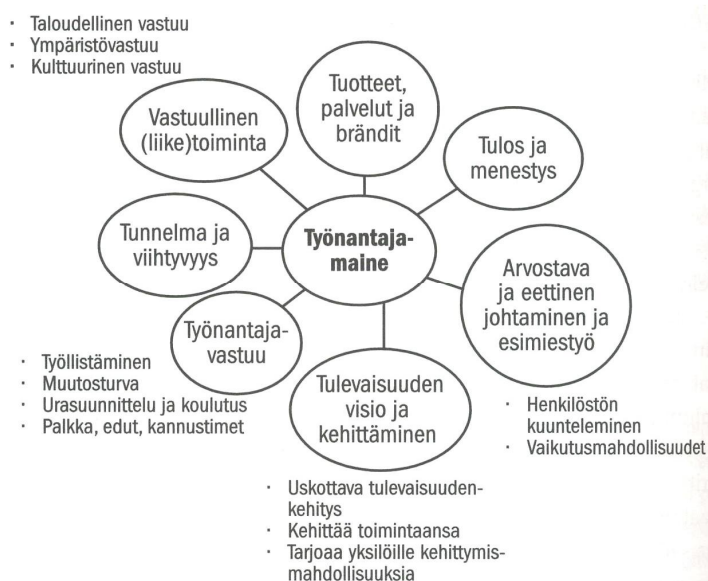 · Taloudellinen vastuu
· Ympäristövastuu
· Kulttuurinen vastuu
Tuotteet,
palvelut ja
brändit
Vastuullinen
(liike)toiminta
Tulos ja
menestys
Tunnelma ja
viihtyvyys
Työnantaja-
maine
Arvostava
ja eettinen
johtaminen ja
esimiestyö
Työnantaja-
vastuu
· Työllistäminen
· Muutosturva
· Urasuunnittelu ja koulutus
· Palkka, edut, kannustimet
Tulevaisuuden
visio ja
kehittäminen
· Henkilöstön
kuunteleminen
· Vaikutusmahdollisuudet
· Uskottava tulevaisuuden-
kehitys
· Kehittää toimintaansa
· Tarjoaa yksilöille kehittymis-
mahdollisuuksia